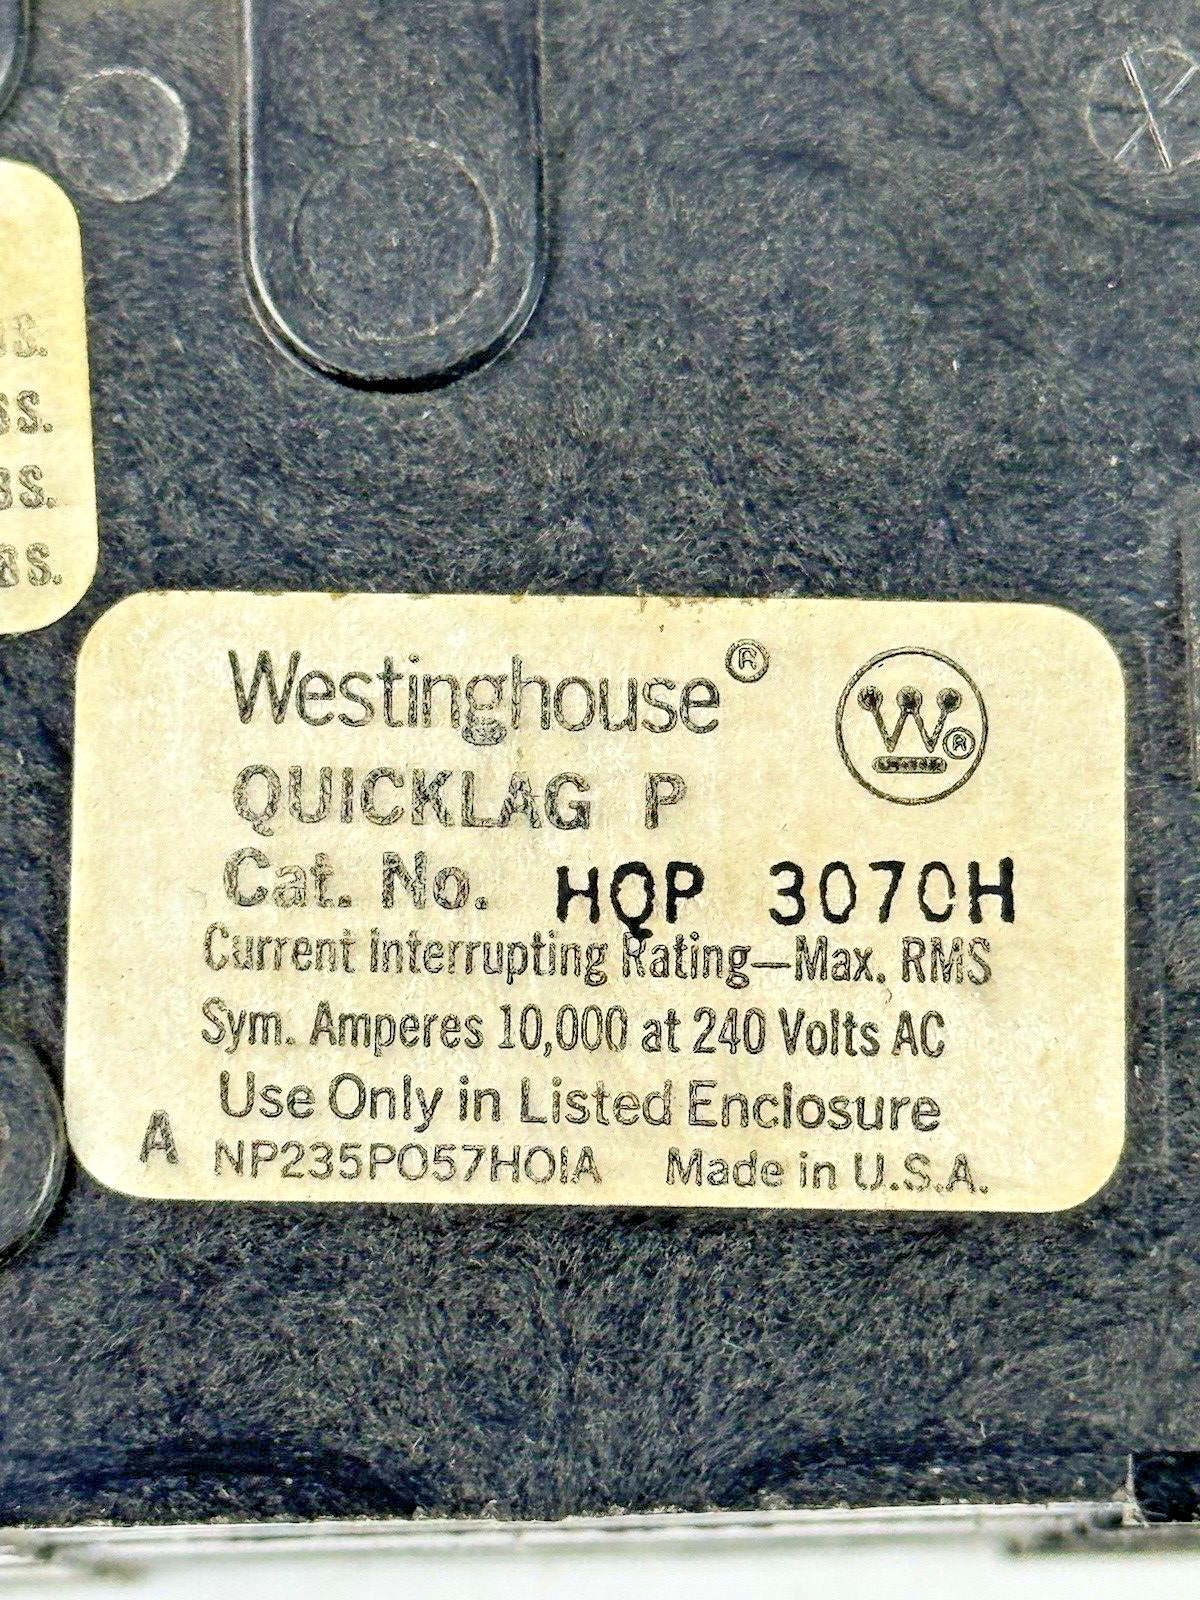 S.
S.
S.
S.
Westinghouse®
W®
QUICKLAG P
Cat. No. HQP 3070H
Current interrupting Rating—Max. RMS
Sym. Amperes 10,000 at 240 Volts AC
Use Only in Listed Enclosure
A NP235P057H01A Made in U.S.A.